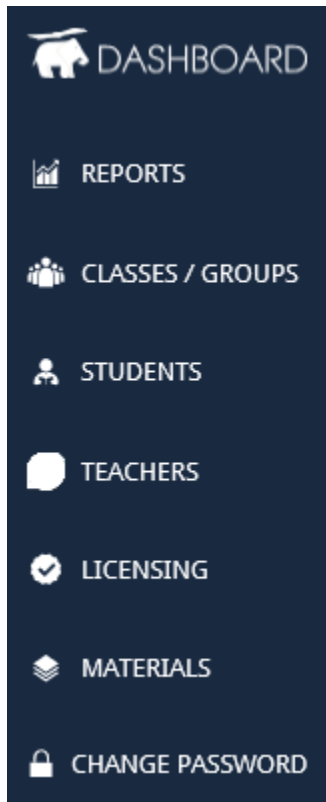 DASHBOARD
REPORTS
CLASSES / GROUPS
STUDENTS
TEACHERS
LICENSING
MATERIALS
CHANGE PASSWORD